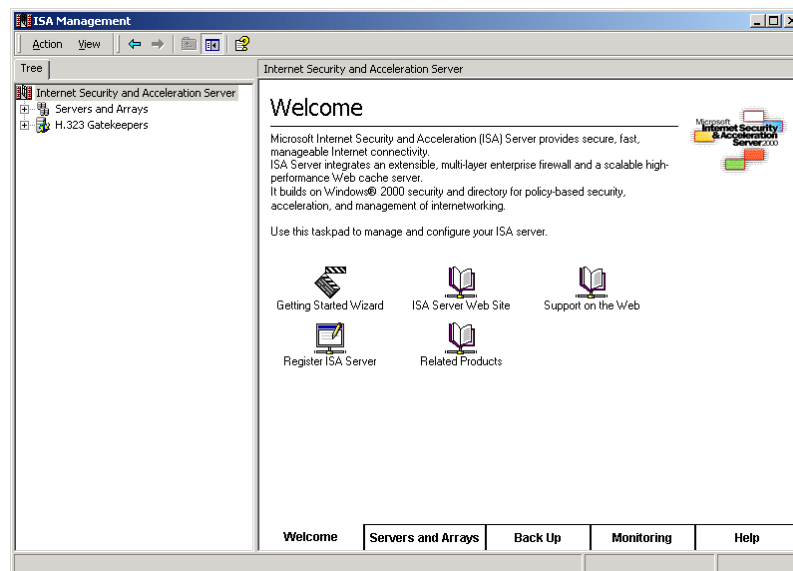 ISA Management
Action View
Tree
Internet Security and Acceleration Server
Internet Security and Acceleration Server
Servers and Arrays
H.323 Gatekeepers
Welcome
Microsoft Internet Security and Acceleration (ISA) Server provides secure, fast,
manageable Internet connectivity.
ISA Server integrates an extensible, multi-layer enterprise firewall and a scalable high-
performance Web cache server.
It builds on Windows® 2000 security and directory for policy-based security,
acceleration, and management of internetworking.
Use this taskpad to manage and configure your ISA server.
Microsoft
Internet Security
& Acceleration
Server 2000
Getting Started Wizard
ISA Server Web Site
Support on the Web
Register ISA Server
Related Products
Welcome
Servers and Arrays
Back Up
Monitoring
Help